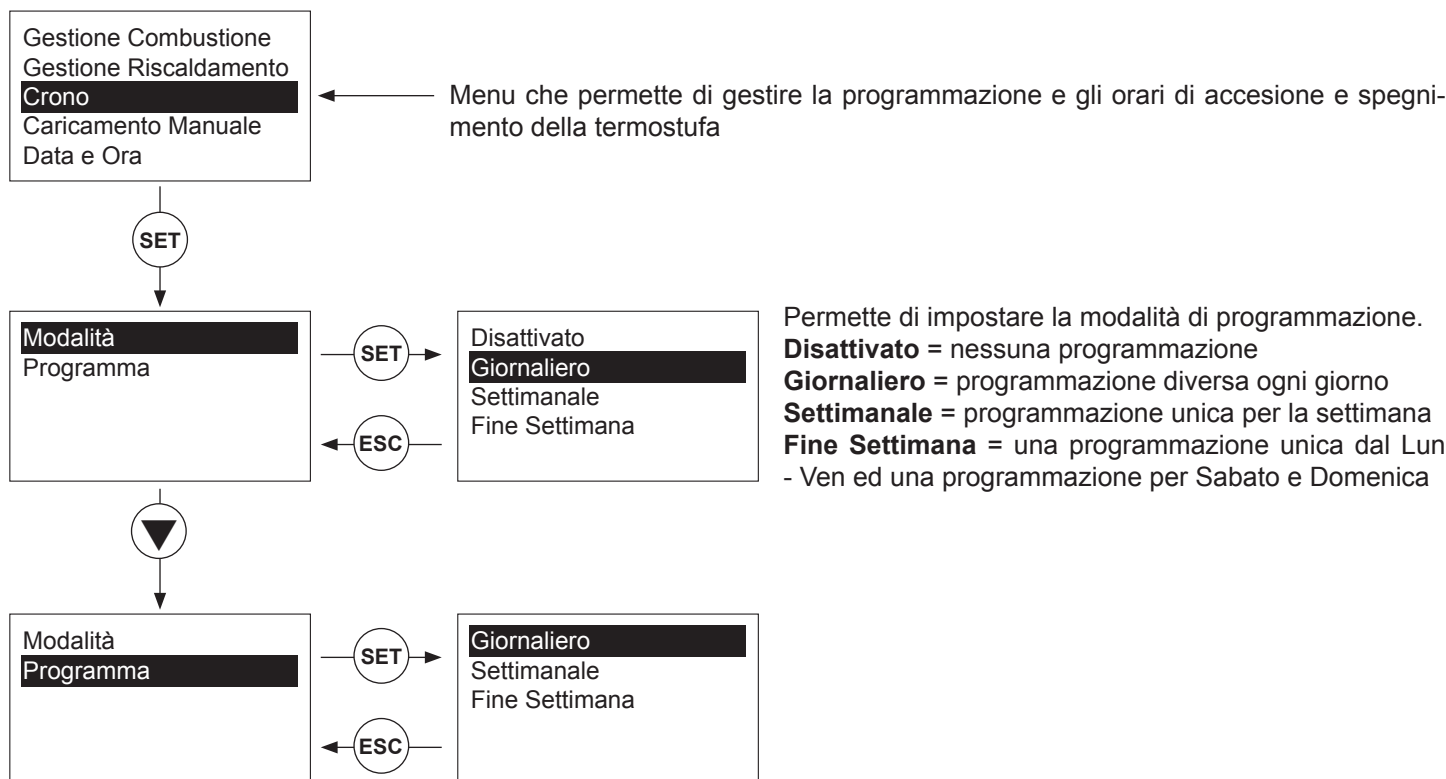 Gestione Combustione
Gestione Riscaldamento
Crono
Caricamento Manuale
Data e Ora
Menu che permette di gestire la programmazione e gli orari di accesione e spegni-
mento della termostufa
SET
Modalità
Programma
SET
ESC
Disattivato
Giornaliero
Settimanale
Fine Settimana
Permette di impostare la modalità di programmazione.
Disattivato = nessuna programmazione
Giornaliero = programmazione diversa ogni giorno
Settimanale = programmazione unica per la settimana
Fine Settimana = una programmazione unica dal Lun
- Ven ed una programmazione per Sabato e Domenica
Modalità
Programma
SET
ESC
Giornaliero
Settimanale
Fine Settimana